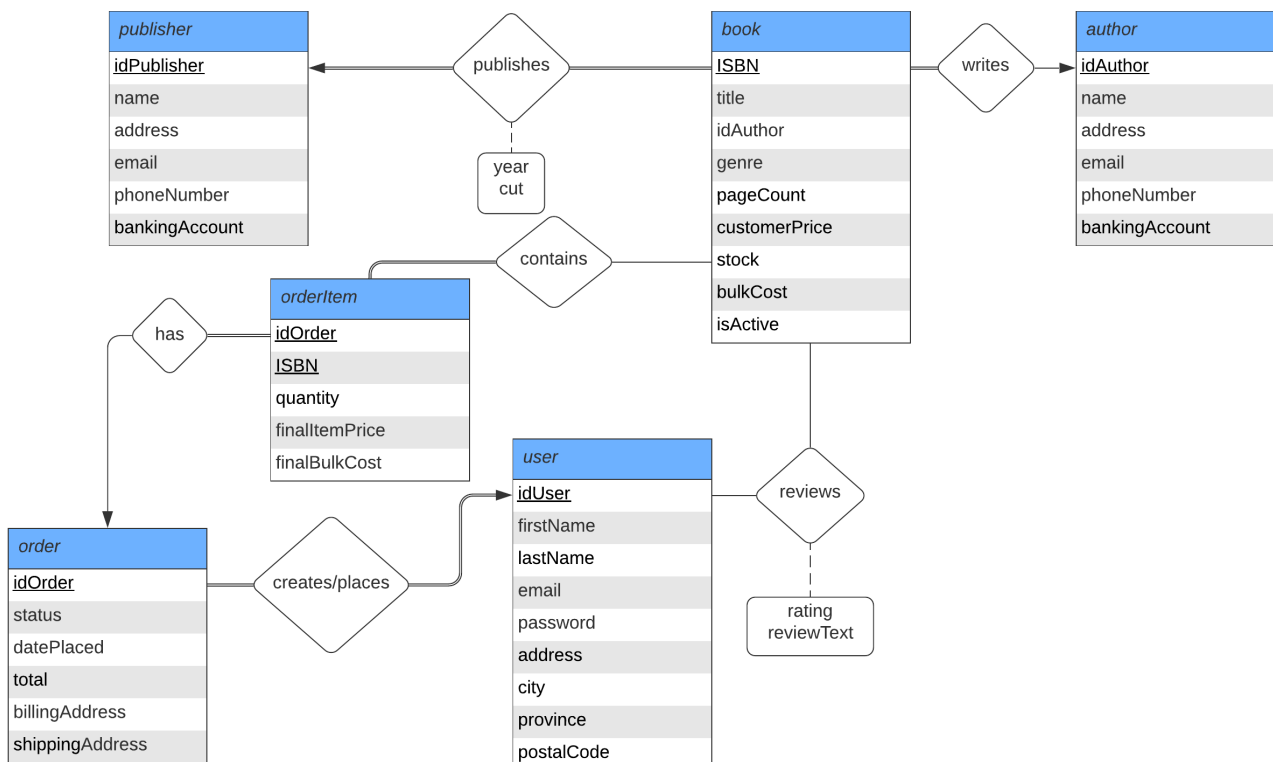 publisher
idPublisher
name
address
email
phoneNumber
bankingAccount
publishes
year
cut
book
ISBN
title
idAuthor
genre
pageCount
customerPrice
stock
bulkCost
isActive
writes
author
idAuthor
name
address
email
phoneNumber
bankingAccount
contains
has
orderItem
idOrder
ISBN
quantity
finalItemPrice
finalBulkCost
order
idOrder
status
datePlaced
total
billingAddress
shippingAddress
creates/places
user
idUser
firstName
lastName
email
password
address
city
province
postalCode
reviews
rating
reviewText